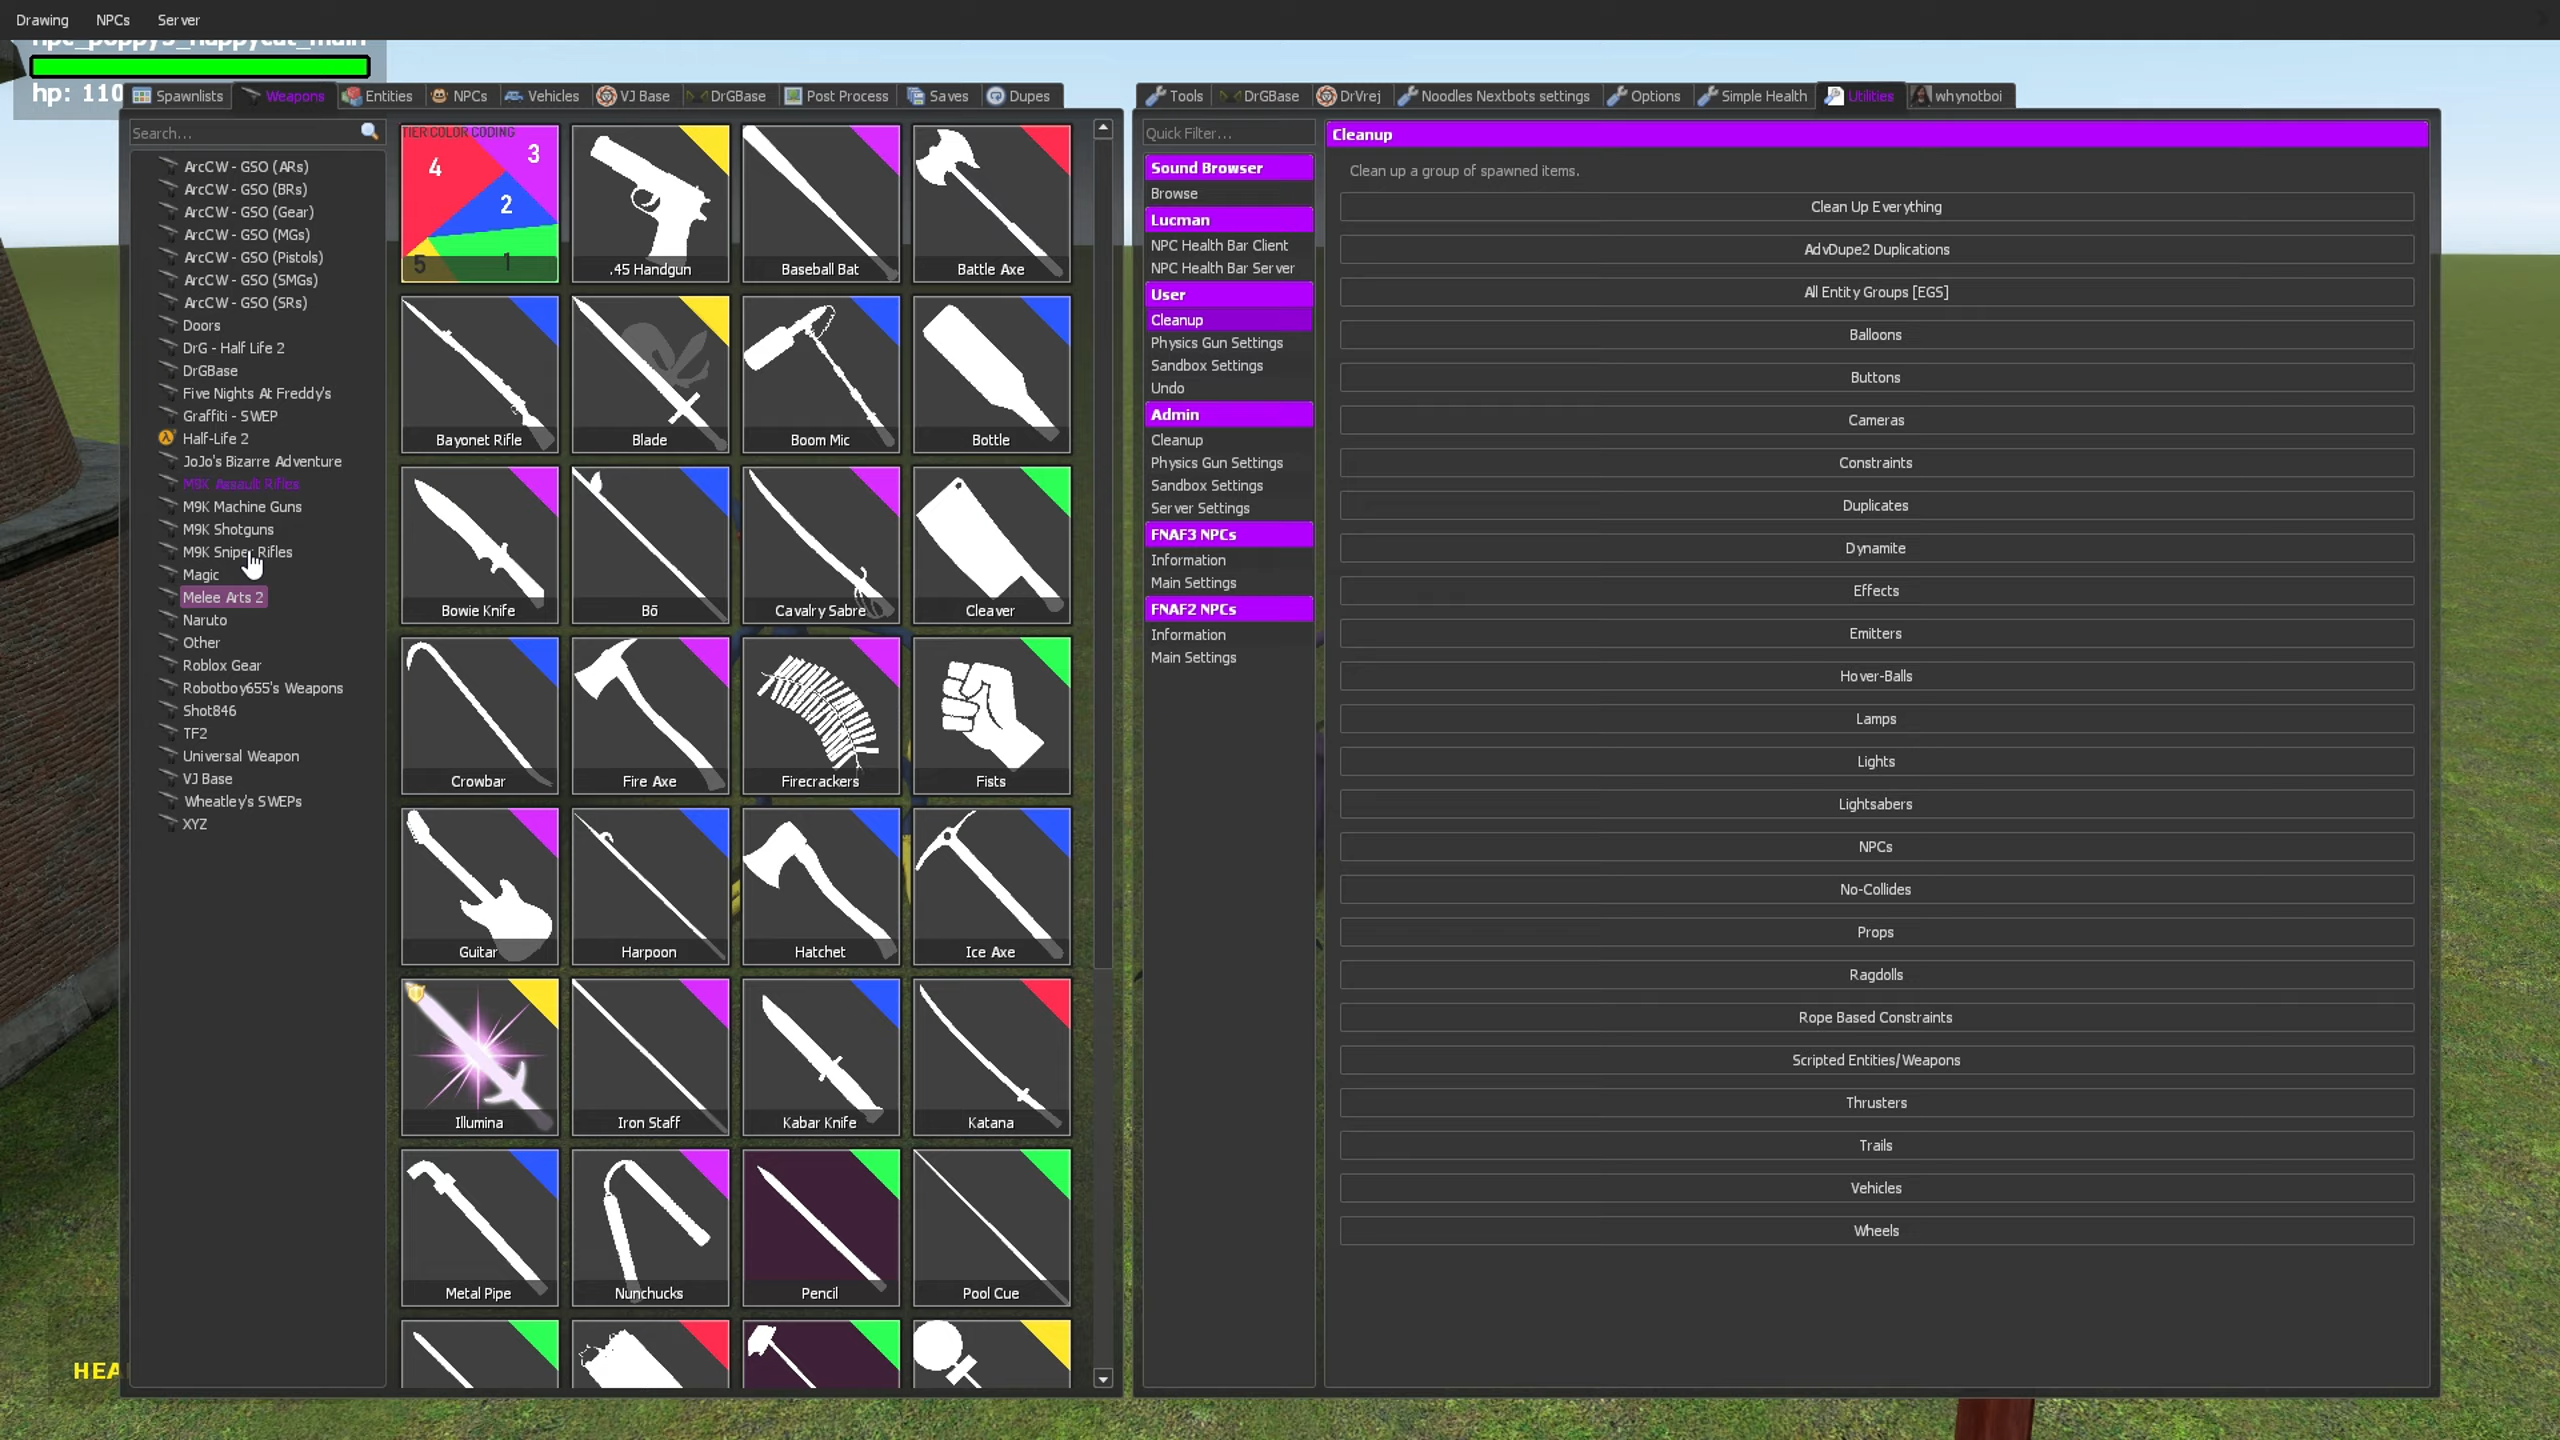 Drawing NPCs Server
npc_poppy3_happycat_main
hp: 110
Spawnlists Weapons Entities NPCs Vehicles VJ Base DrGBase Post Process Saves Dupes
Search...
ArcCW - GSO (ARs)
ArcCW - GSO (BRs)
ArcCW - GSO (Gear)
ArcCW - GSO (MGs)
ArcCW - GSO (Pistols)
ArcCW - GSO (SMGs)
ArcCW - GSO (SRs)
Doors
DrG - Half Life 2
DrGBase
Five Nights At Freddy's
Graffiti - SWEP
Half-Life 2
JoJo's Bizarre Adventure
M9K Assault Rifles
M9K Machine Guns
M9K Shotguns
M9K Sniper Rifles
Magic
Melee Arts 2
Naruto
Other
Roblox Gear
Robotboy655's Weapons
Shot846
TF2
Universal Weapon
VJ Base
Wheatley's SWEPs
XYZ
TIER COLOR CODING
4 3
2
5 1
.45 Handgun
Baseball Bat
Battle Axe
Bayonet Rifle
Blade
Boom Mic
Bottle
Bowie Knife
Bō
Cavalry Sabre
Cleaver
Crowbar
Fire Axe
Firecrackers
Fists
Guitar
Harpoon
Hatchet
Ice Axe
Illumina
Iron Staff
Kabar Knife
Katana
Metal Pipe
Nunchucks
Pencil
Pool Cue
Tools DrGBase DrVrej Noodles Nextbots settings Options Simple Health Utilities whynotboi
Quick Filter...
Sound Browser
Browse
Lucman
NPC Health Bar Client
NPC Health Bar Server
User
Cleanup
Physics Gun Settings
Sandbox Settings
Undo
Admin
Cleanup
Physics Gun Settings
Sandbox Settings
Server Settings
FNAF3 NPCs
Information
Main Settings
FNAF2 NPCs
Information
Main Settings
Cleanup
Clean up a group of spawned items.
Clean Up Everything
AdvDupe2 Duplications
All Entity Groups [EGS]
Balloons
Buttons
Cameras
Constraints
Duplicates
Dynamite
Effects
Emitters
Hover-Balls
Lamps
Lights
Lightsabers
NPCs
No-Collides
Props
Ragdolls
Rope Based Constraints
Scripted Entities/Weapons
Thrusters
Trails
Vehicles
Wheels
HEA